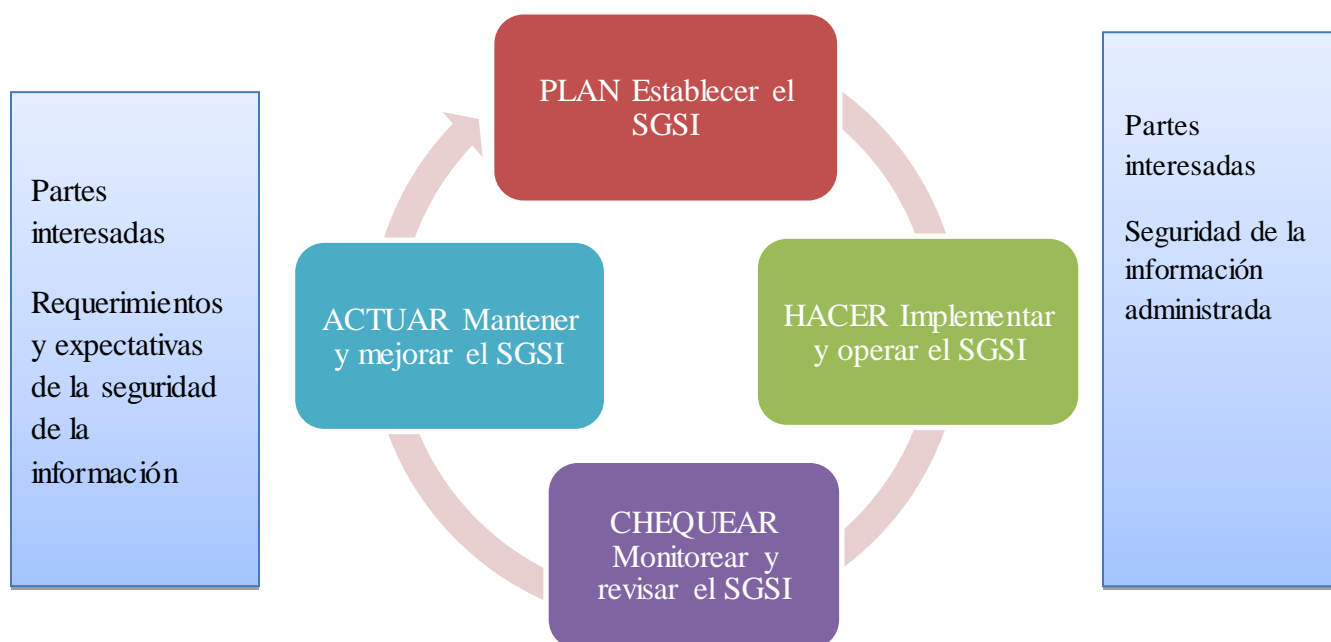 PLAN Establecer el
SGSI
Partes
interesadas
Requerimientos
y expectativas
de la seguridad
de la
información
Partes
interesadas
Seguridad de la
información
administrada
ACTUAR Mantener
y mejorar el SGSI
HACER Implementar
y operar el SGSI
CHEQUEAR
Monitorear y
revisar el SGSI